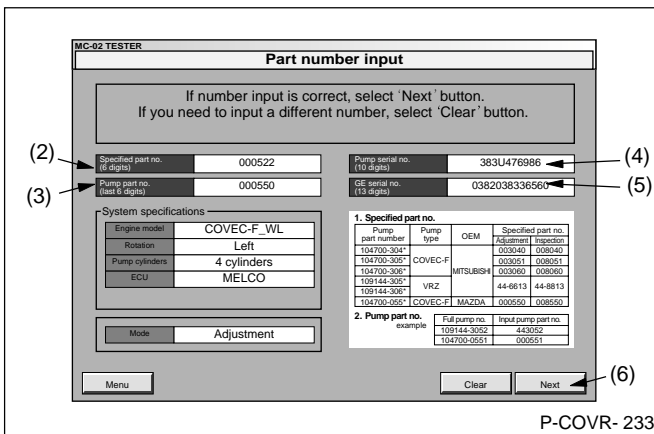 MC-02 TESTER
Part number input
If number input is correct, select ‘Next’ button.
If you need to input a different number, select ‘Clear’ button.
(2) Specified part no. (6 digits) 000522
Pump serial no. (10 digits) 383U476986 (4)
(3) Pump part no. (last 6 digits) 000550
GE serial no. (13 digits) 0382038336560 (5)
System specifications
Engine model COVEC-F_WL
Rotation Left
Pump cylinders 4 cylinders
ECU MELCO
Mode Adjustment
1. Specified part no.
Pump part number Pump type OEM Specified part no.
Adjustment Inspection
104700-304* 003040 008040
104700-305* COVEC-F 003051 008051
104700-306* MITSUBISHI 003060 008060
109144-305* VRZ 44-6613 44-8813
109144-306*
104700-055* COVEC-F MAZDA 000550 008550
2. Pump part no.
example
Full pump no. Input pump part no.
109144-3052 443052
104700-0551 000551
Menu Clear Next (6)
P-COVR- 233